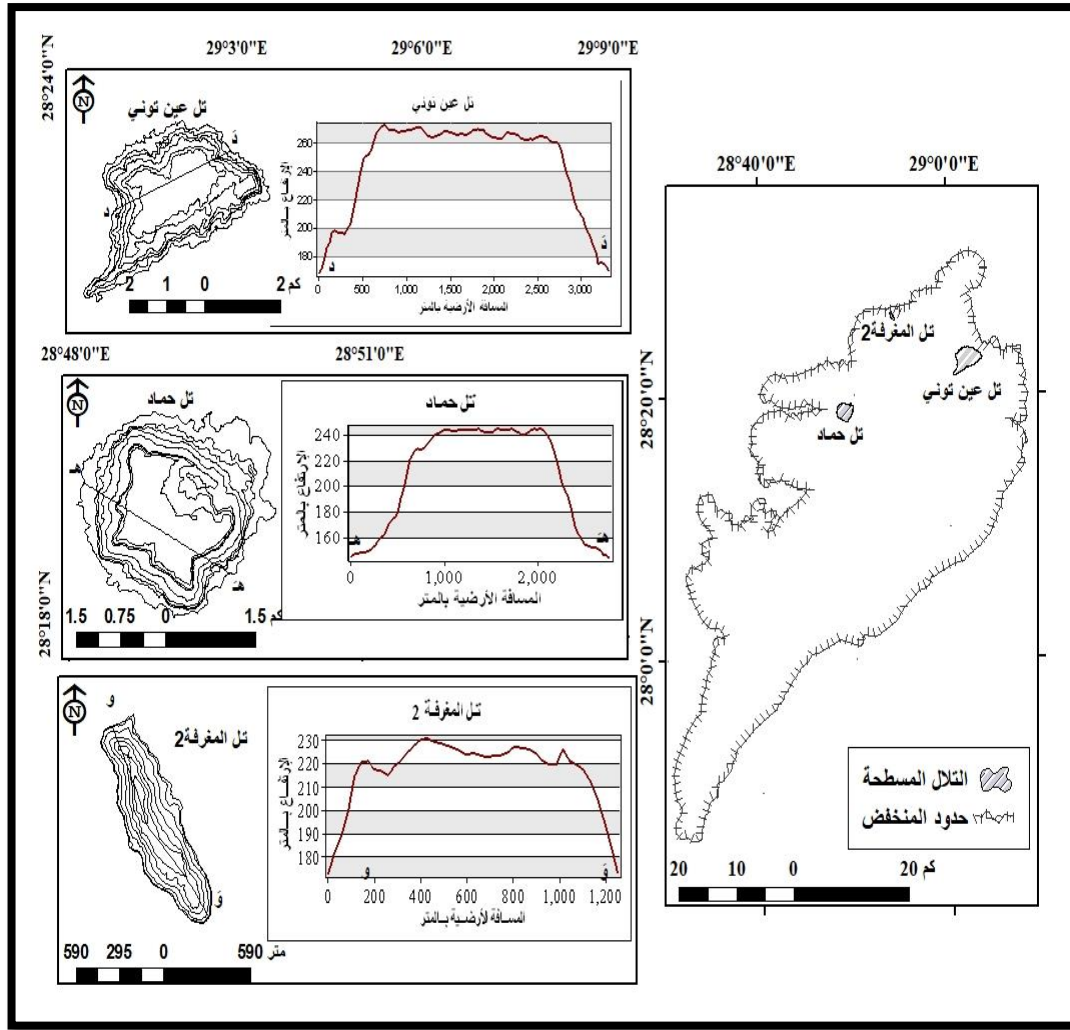 29°3'0"E 29°6'0"E 29°9'0"E
28°24'0"N
N
تل عين توني
دَ
د
2 1 0 2 كم
تل عين توني
الإرتفاع بالمتر
260
240
220
200
180
د
دَ
0 500 1,000 1,500 2,000 2,500 3,000
المسافة الأرضية بالمتر
28°48'0"E 28°51'0"E
N
تل حماد
هـ
هـَ
1.5 0.75 0 1.5 كم
28°18'0"N
تل حماد
الإرتفاع بالمتر
240
220
200
180
160
هـ
هـَ
0 1,000 2,000
المسافة الأرضية بالمتر
N
و
تل المغرفة2
وَ
590 295 0 590 متر
تل المغرفة 2
الإرتفاع بالمتر
230
220
210
200
190
180
و
وَ
0 200 400 600 800 1,000 1,200
المسافة الأرضية بالمتر
28°40'0"E 29°0'0"E
28°20'0"N
28°0'0"N
تل المغرفة2
تل عين توني
تل حماد
التلال المسطحة
حدود المنخفض
20 10 0 20 كم